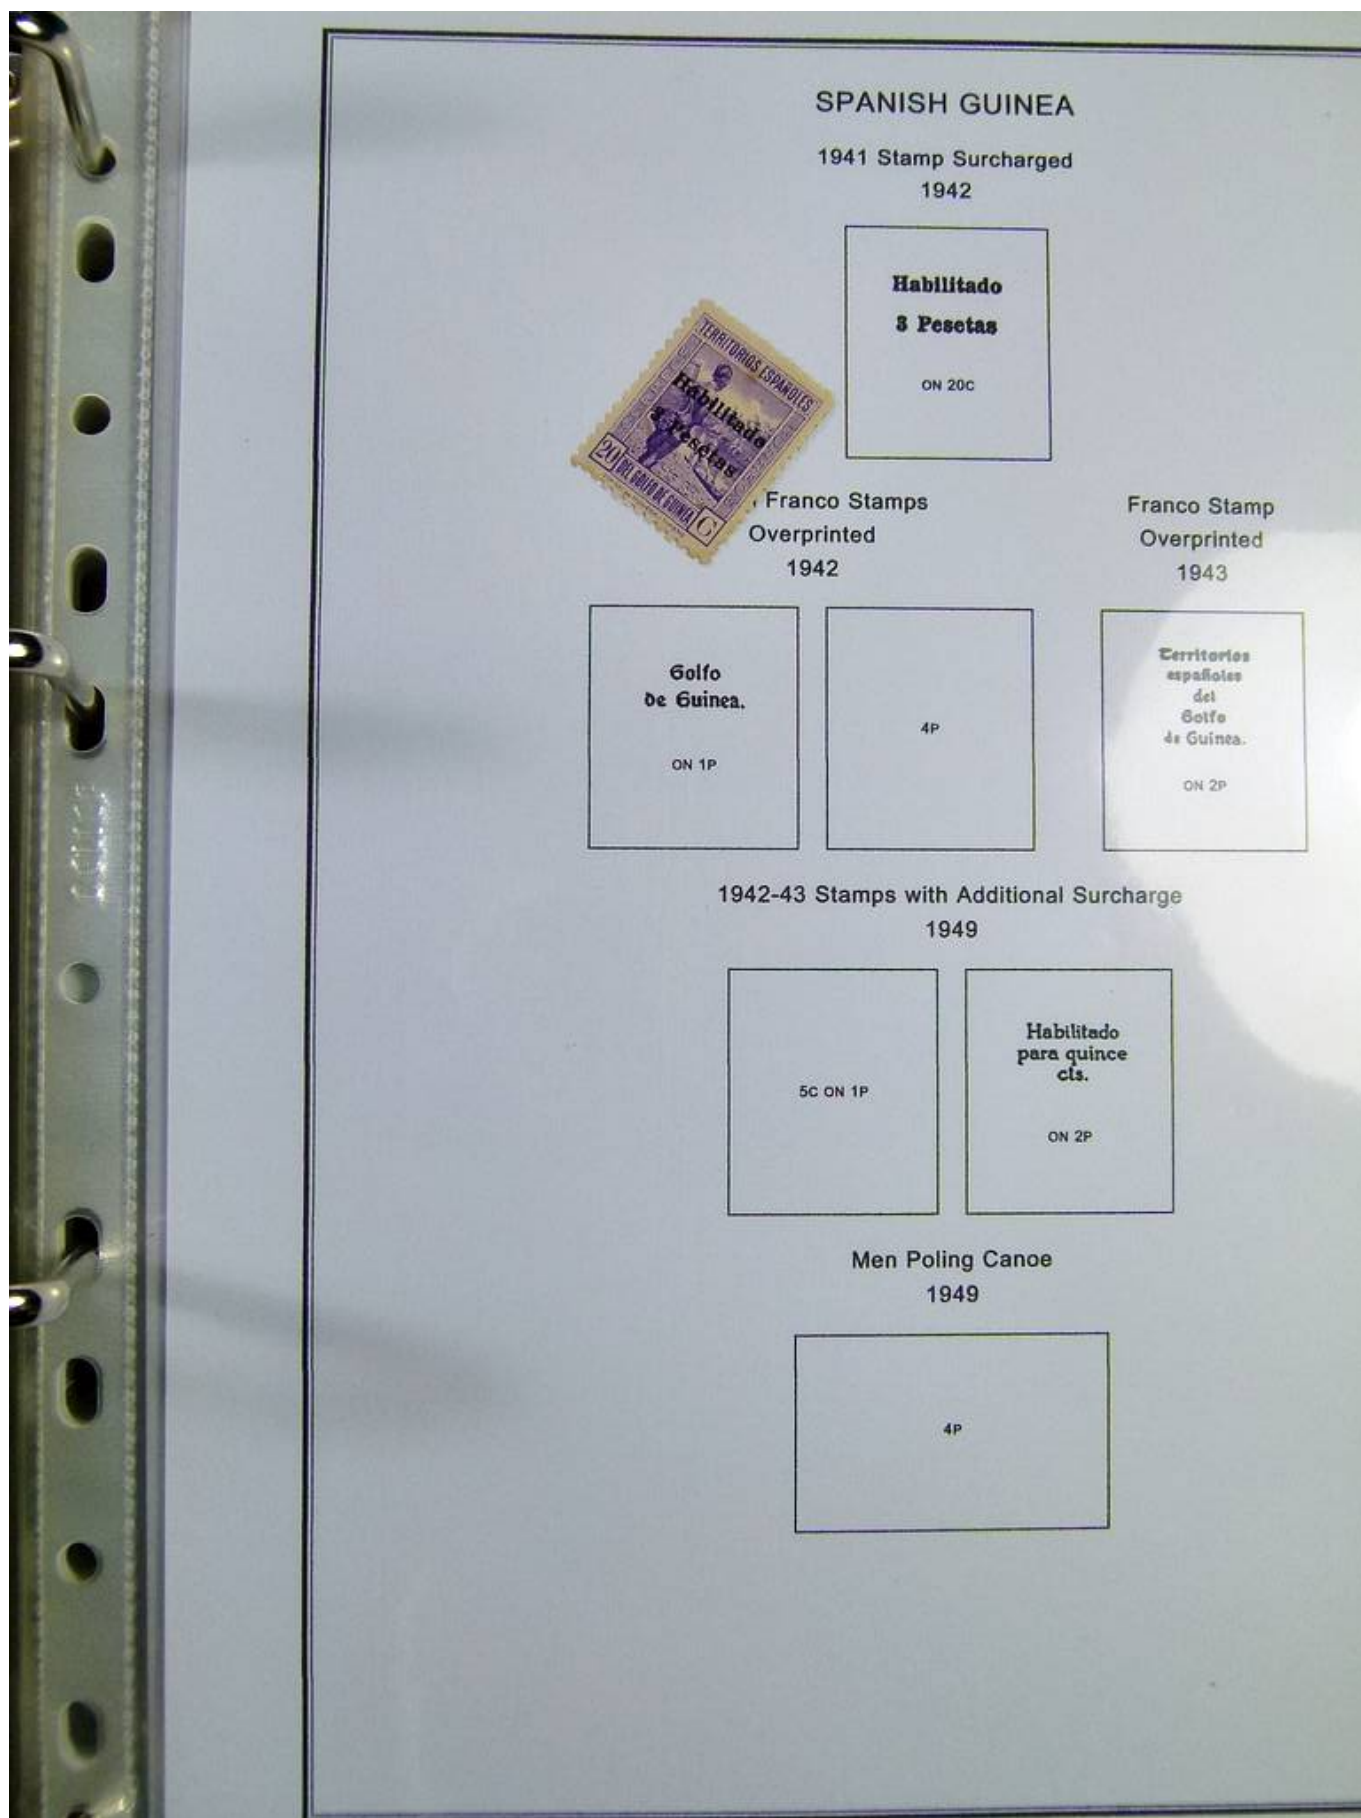 SPANISH GUINEA
1941 Stamp Surcharged
1942
Habilitado
3 Pesetas
ON 20C
TERRITORIOS ESPAÑOLES
Habilitado
3 Pesetas
20 DEL GOLFO DE GUINEA C
Franco Stamps
Overprinted
1942
Franco Stamp
Overprinted
1943
Golfo
de Guinea.
ON 1P
4P
Territorios
españoles
del
Golfo
de Guinea.
ON 2P
1942-43 Stamps with Additional Surcharge
1949
5C ON 1P
Habilitado
para quince
cts.
ON 2P
Men Poling Canoe
1949
4P